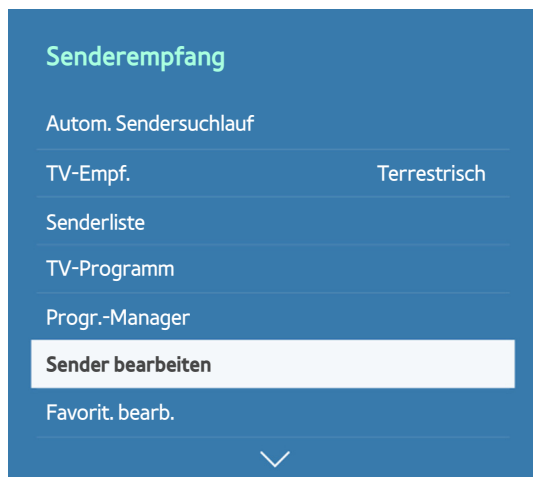 Senderempfang
Autom. Sendersuchlauf
TV-Empf. Terrestrisch
Senderliste
TV-Programm
Progr.-Manager
Sender bearbeiten
Favorit. bearb.